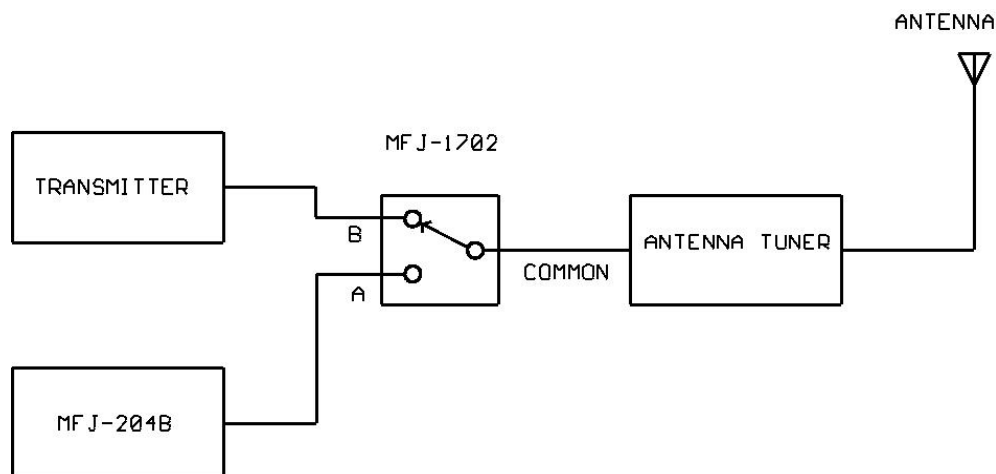 ANTENNA
MFJ-1702
TRANSMITTER
B
ANTENNA TUNER
COMMON
A
MFJ-204B